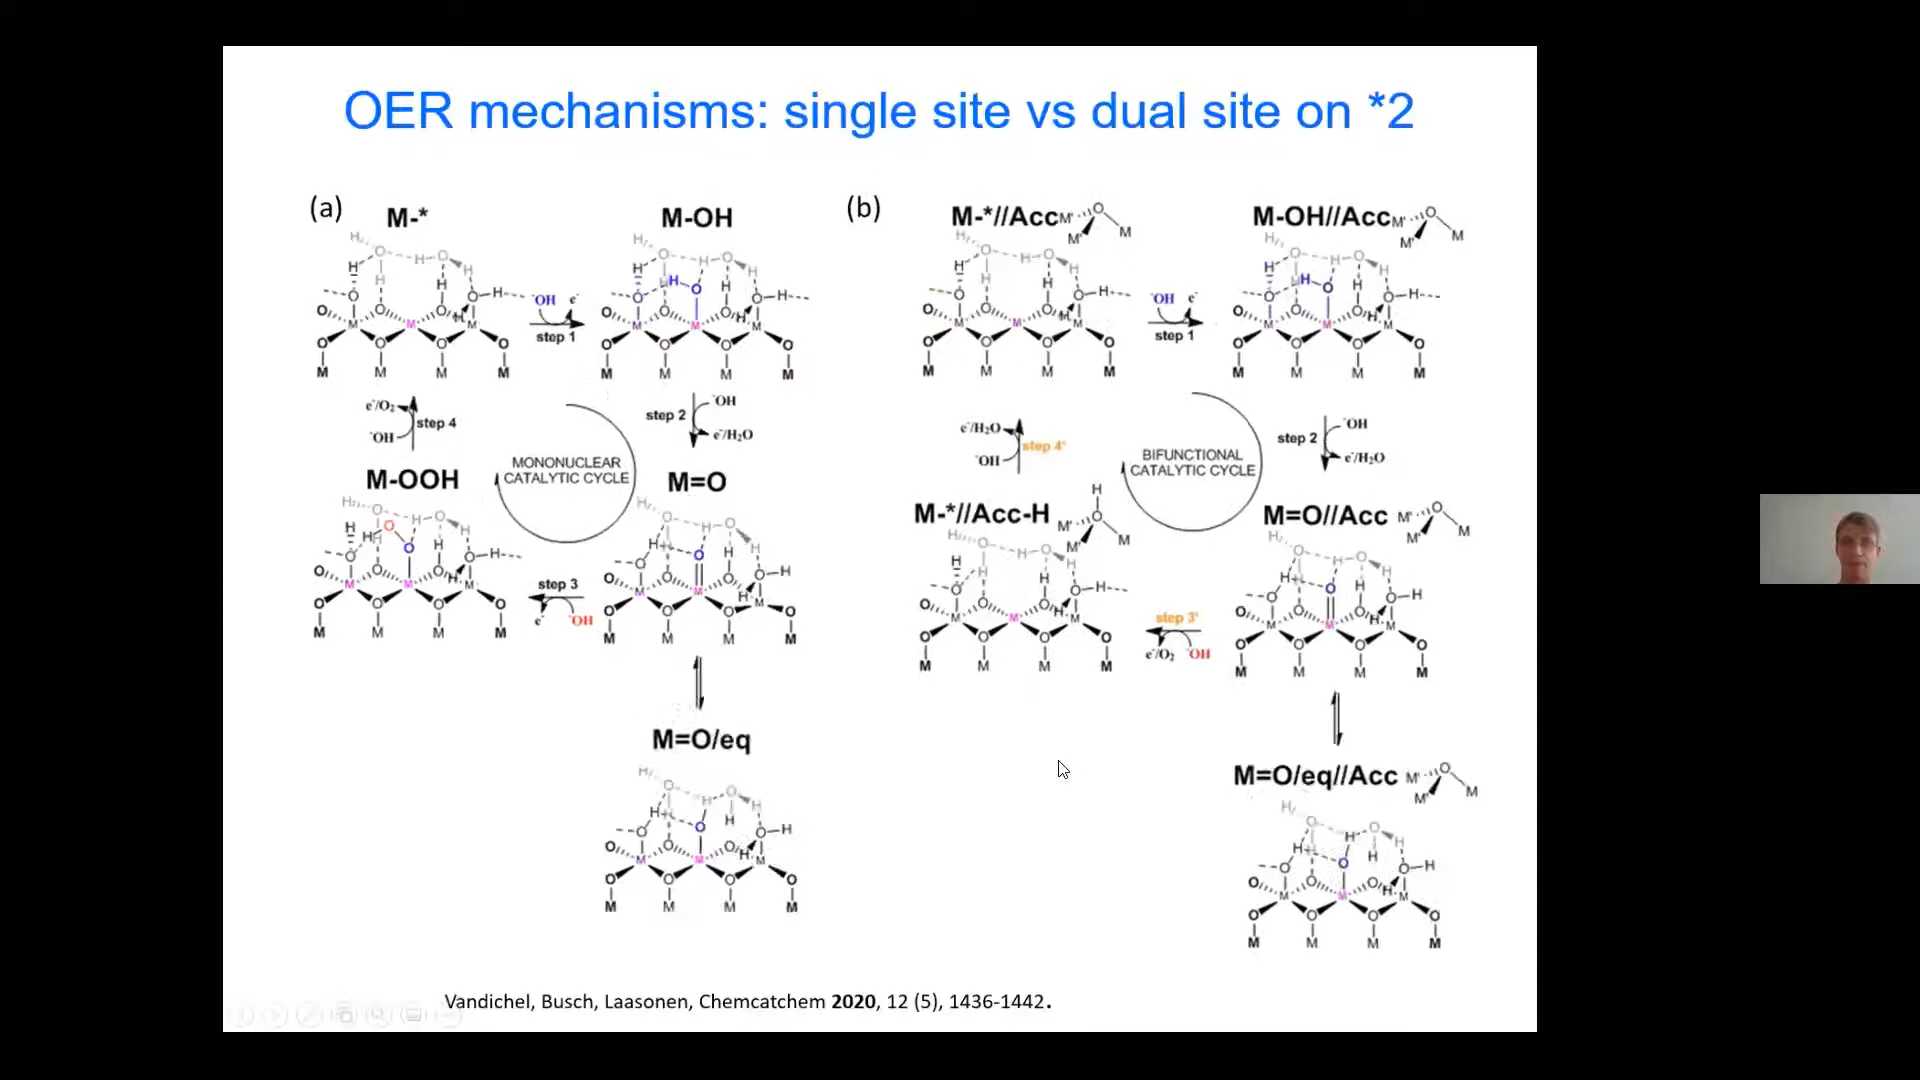 OER mechanisms: single site vs dual site on *2
(a)
M-*
M-OH
⁻OH e⁻
step 1
step 2
⁻OH
e⁻/H₂O
e⁻/O₂
step 4
⁻OH
MONONUCLEAR
CATALYTIC CYCLE
M-OOH
M=O
step 3
e⁻ ⁻OH
M=O/eq
(b)
M-*//Acc
M-OH//Acc
⁻OH e⁻
step 1
step 2
⁻OH
e⁻/H₂O
e⁻/H₂O
step 4'
⁻OH
BIFUNCTIONAL
CATALYTIC CYCLE
M-*//Acc-H
M=O//Acc
step 3'
e⁻/O₂ ⁻OH
M=O/eq//Acc
Vandichel, Busch, Laasonen, Chemcatchem 2020, 12 (5), 1436-1442.